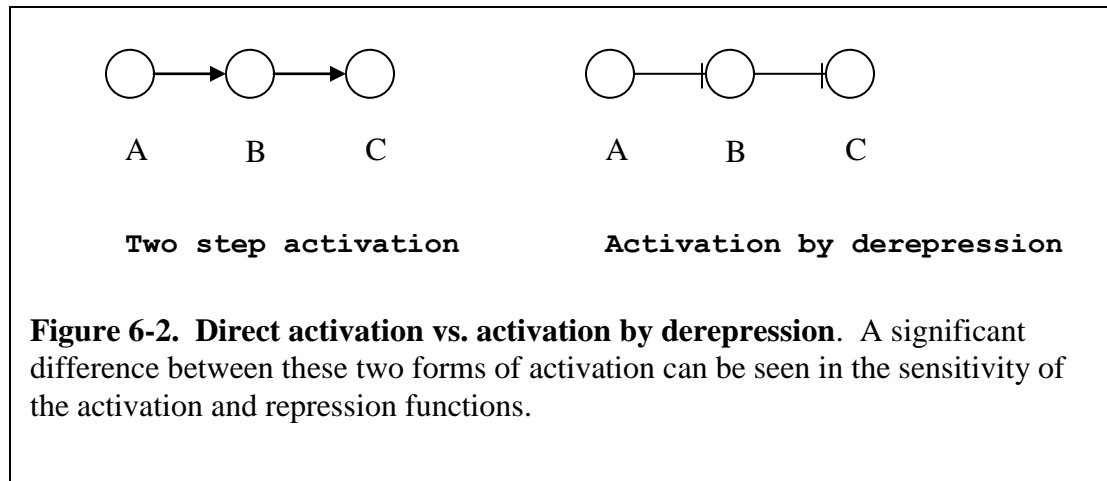 A B C A B C
Two step activation Activation by derepression
Figure 6-2. Direct activation vs. activation by derepression. A significant
difference between these two forms of activation can be seen in the sensitivity of
the activation and repression functions.